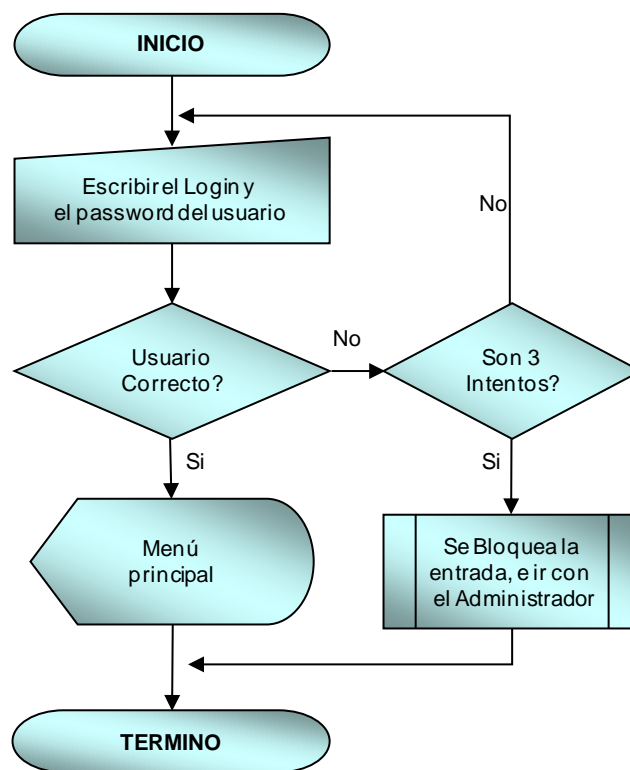 INICIO
Escribir el Login y
el password del usuario
No
Usuario
Correcto?
No
Son 3
Intentos?
Si
Si
Menú
principal
Se Bloquea la
entrada, e ir con
el Administrador
TERMINO